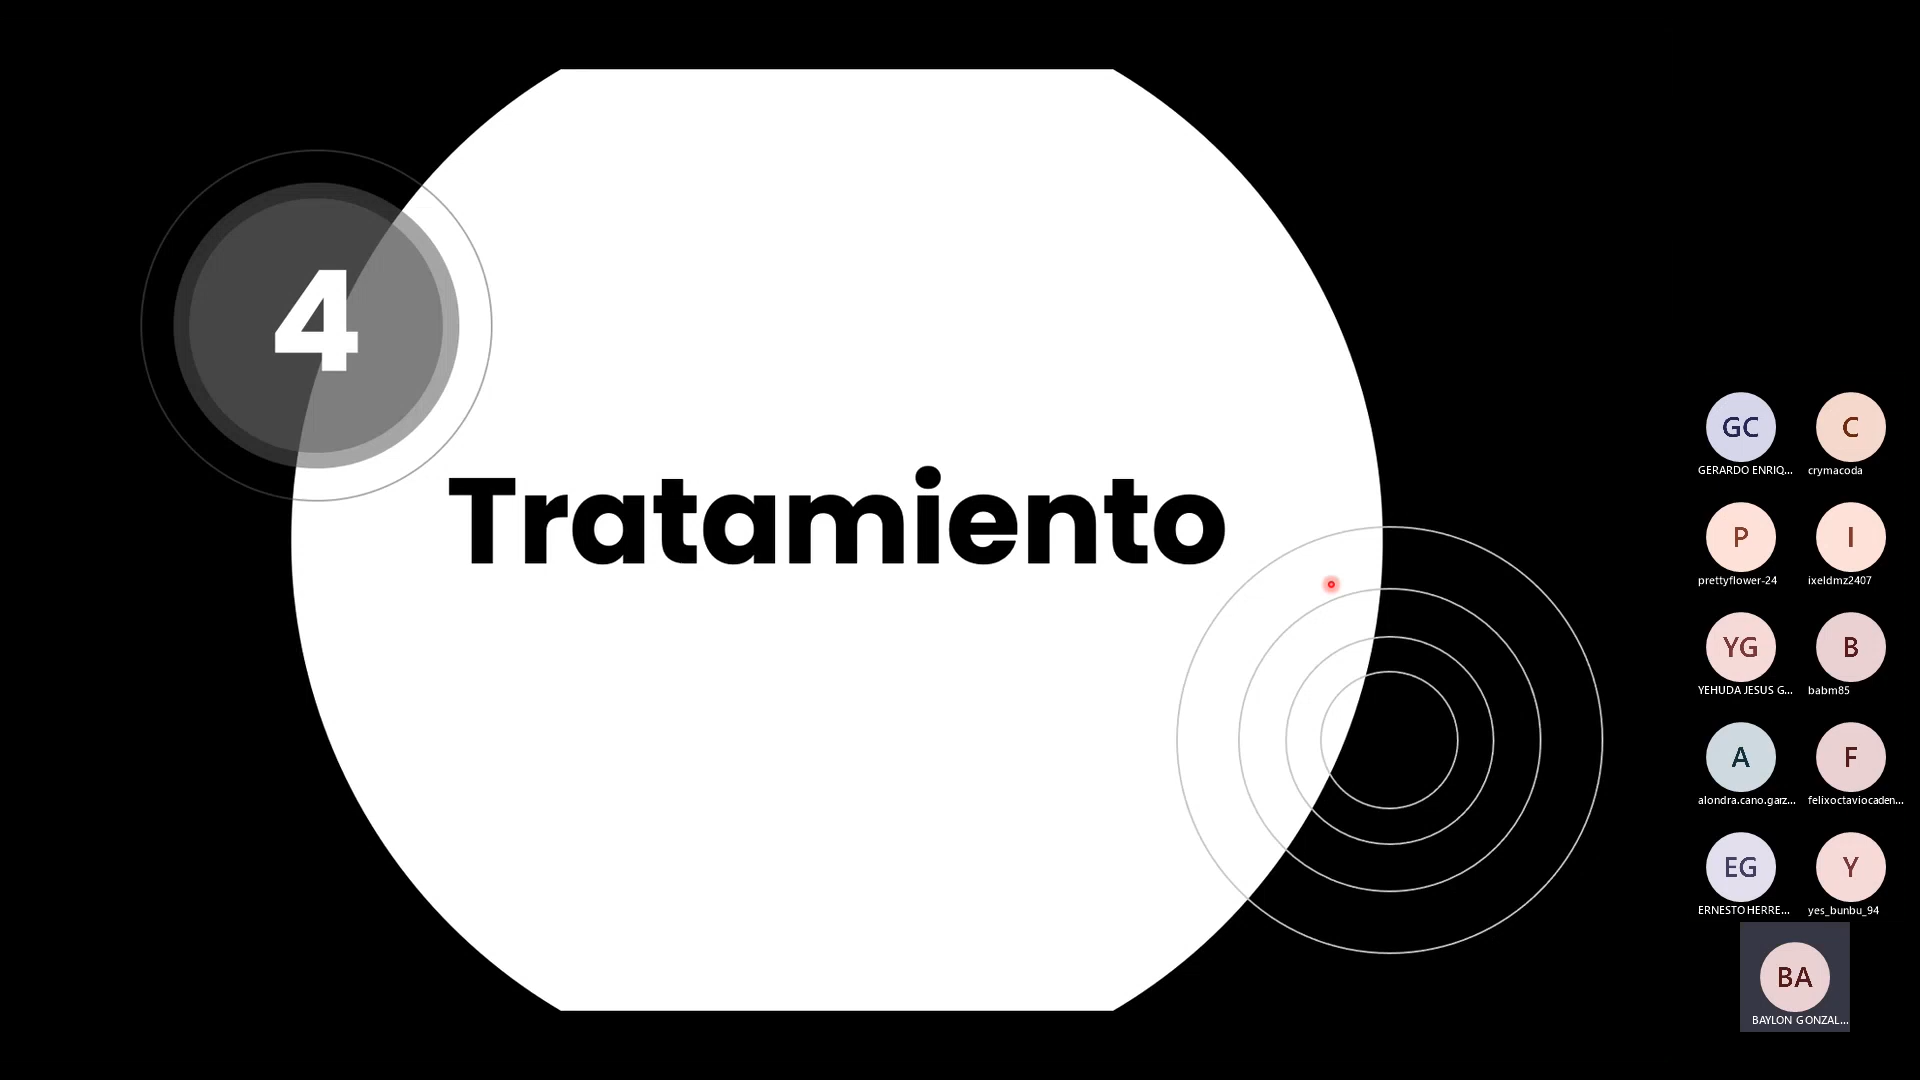 4
Tratamiento
GC
C
GERARDO ENRIQ...
crymacoda
P
I
prettyflower-24
ixeldmz2407
YG
B
YEHUDA JESUS G...
babm85
A
F
alondra.cano.garz...
felixoctaviocaden...
EG
Y
ERNESTO HERRE...
yes_bunbu_94
BA
BAYLON GONZAL...